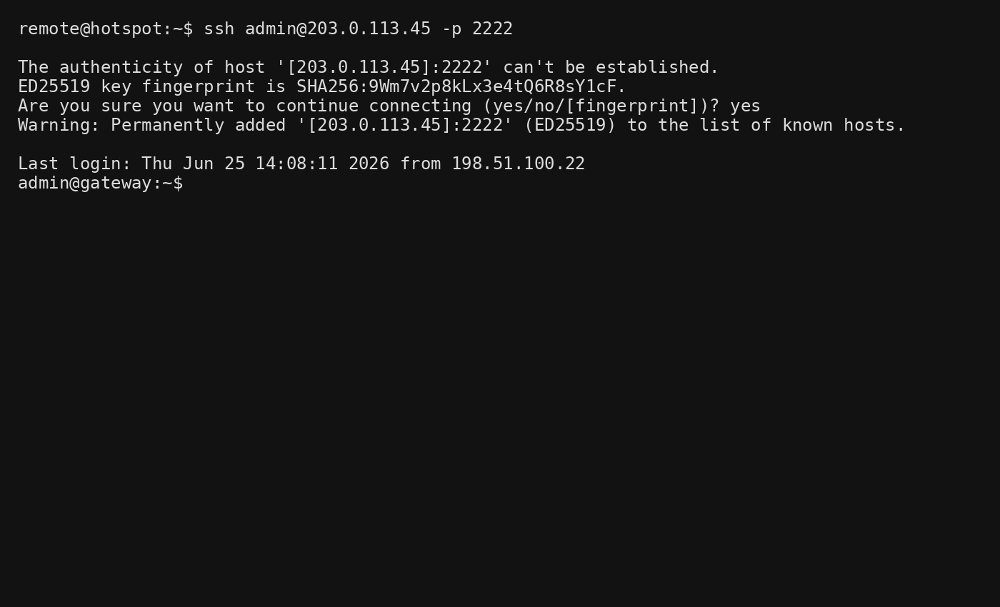 remote@hotspot:~$ ssh admin@203.0.113.45 -p 2222
The authenticity of host '[203.0.113.45]:2222' can't be established.
ED25519 key fingerprint is SHA256:9Wm7v2p8kLx3e4tQ6R8sY1cF.
Are you sure you want to continue connecting (yes/no/[fingerprint])? yes
Warning: Permanently added '[203.0.113.45]:2222' (ED25519) to the list of known hosts.
Last login: Thu Jun 25 14:08:11 2026 from 198.51.100.22
admin@gateway:~$